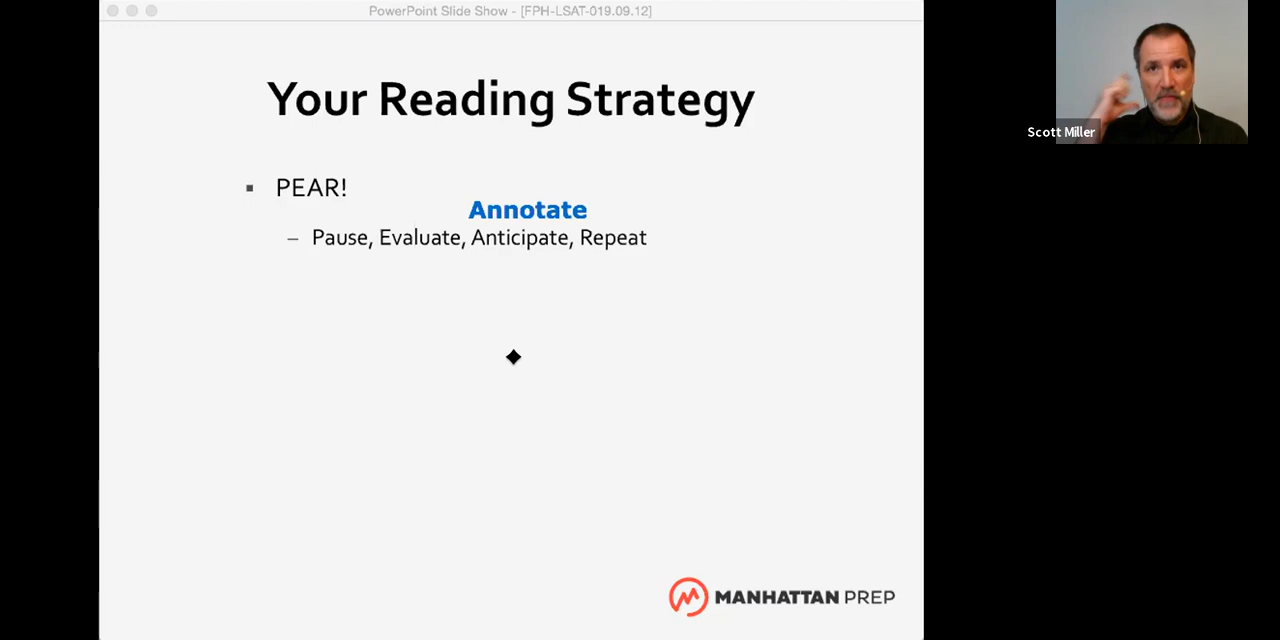 PowerPoint Slide Show - [FPH-LSAT-019.09.12]
Your Reading Strategy
▪ PEAR!
Annotate
– Pause, Evaluate, Anticipate, Repeat
Scott Miller
MANHATTAN PREP